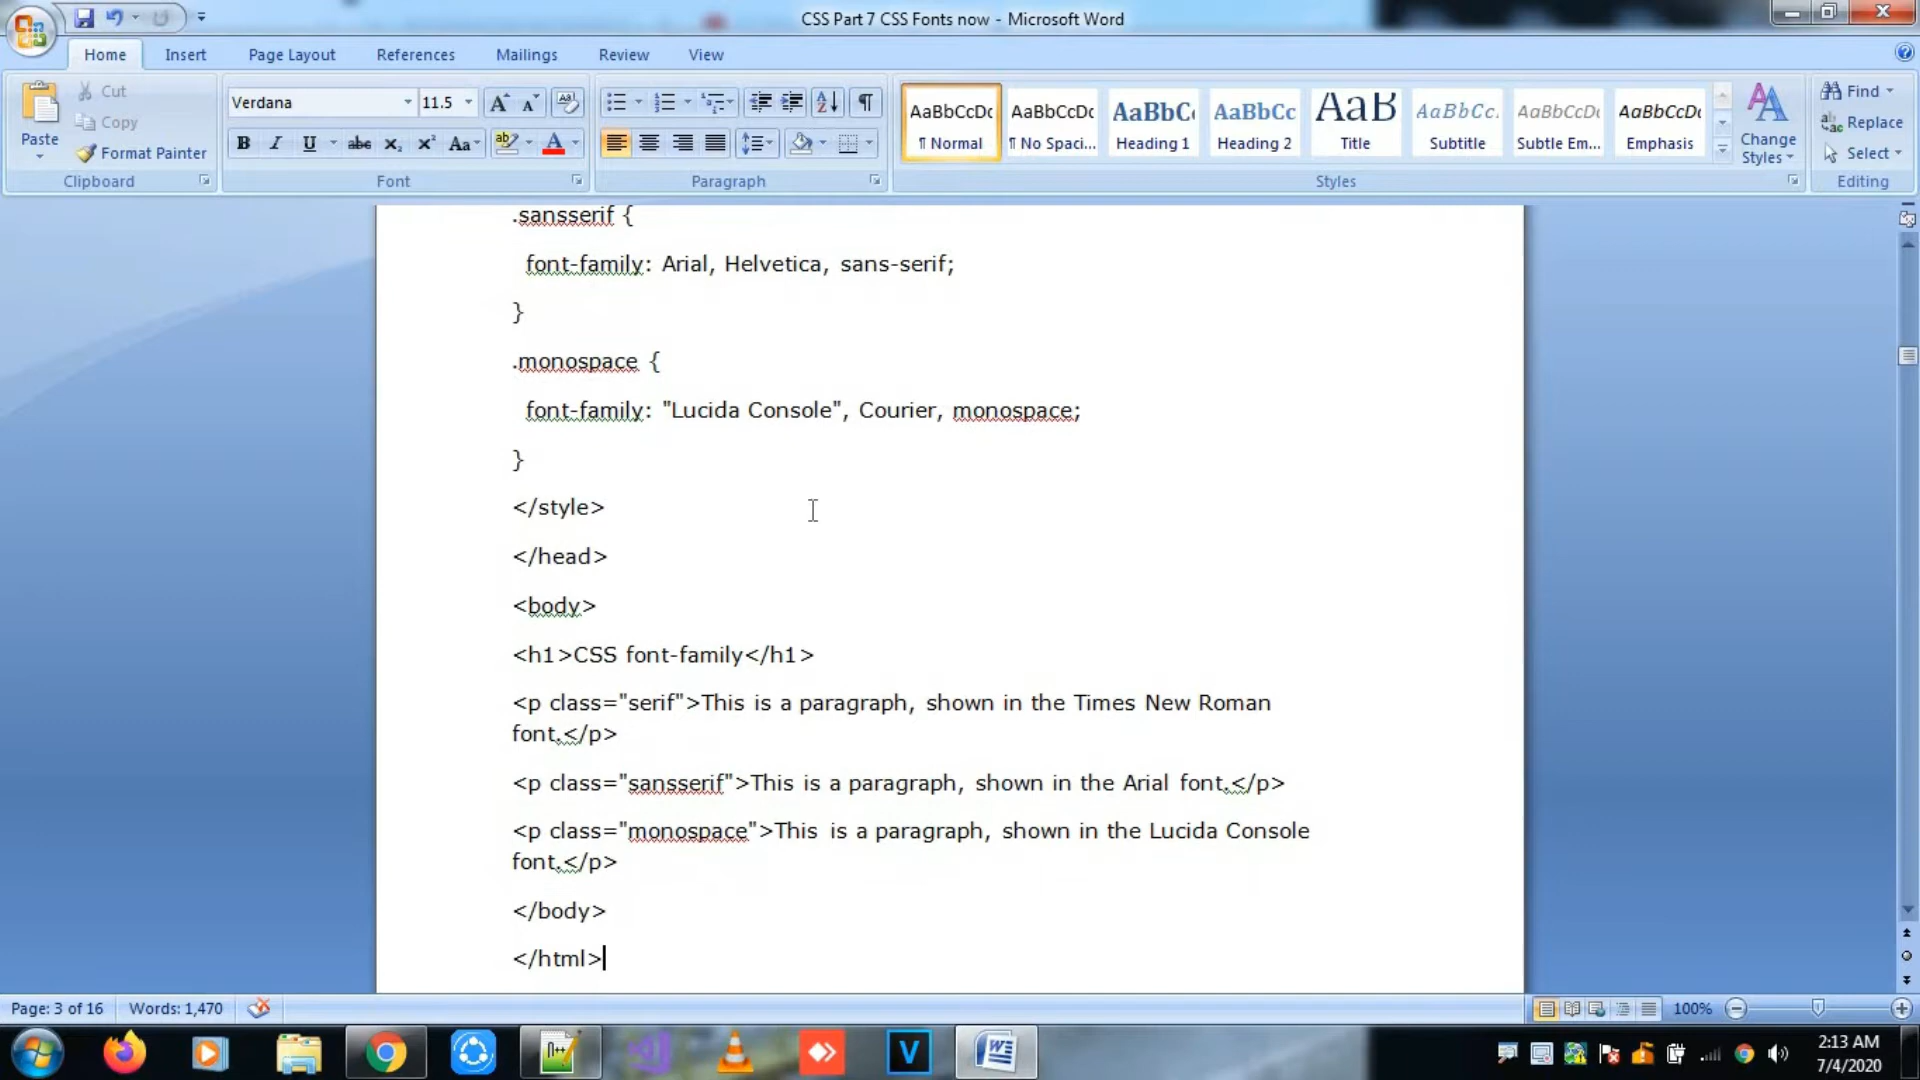 CSS Part 7 CSS Fonts now - Microsoft Word
Home Insert Page Layout References Mailings Review View
Paste
Cut
Copy
Format Painter
Clipboard
Verdana 11.5
B I U abc X₂ X² Aa ab A
Font
Paragraph
AaBbCcDc AaBbCcDc AaBbC AaBbCc AaB AaBbCc. AaBbCcDc AaBbCcDc
¶ Normal ¶ No Spaci... Heading 1 Heading 2 Title Subtitle Subtle Em... Emphasis
Change
Styles
Styles
Find
Replace
Select
Editing
.sansserif {
font-family: Arial, Helvetica, sans-serif;
}
.monospace {
font-family: "Lucida Console", Courier, monospace;
}
</style>
</head>
<body>
<h1>CSS font-family</h1>
<p class="serif">This is a paragraph, shown in the Times New Roman
font.</p>
<p class="sansserif">This is a paragraph, shown in the Arial font.</p>
<p class="monospace">This is a paragraph, shown in the Lucida Console
font.</p>
</body>
</html>
Page: 3 of 16 Words: 1,470 100%
2:13 AM
7/4/2020